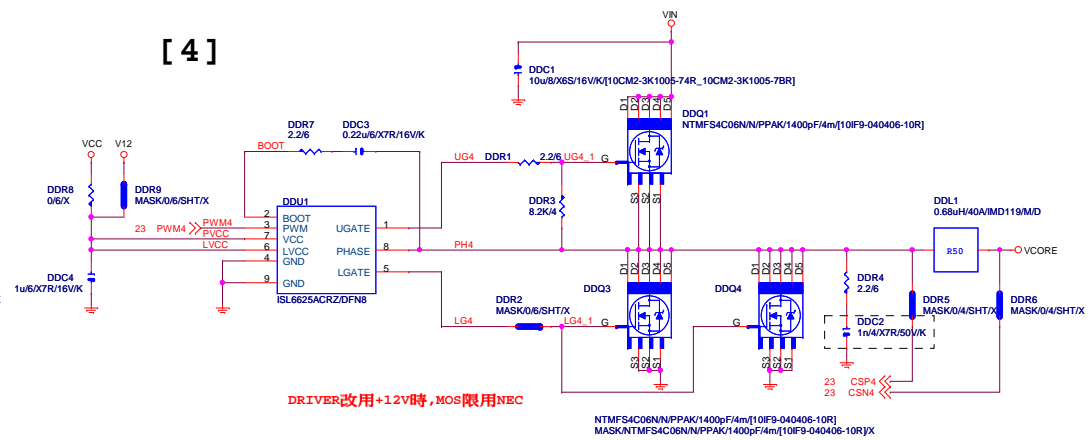 [4]
VIN
DDC1
10u/8/X6S/16V/K/[10CM2-3K1005-74R_10CM2-3K1005-7BR]
D1
D2
D3
D4
D5
DDQ1
NTMFS4C06N/N/PPAK/1400pF/4m/[10IF9-040406-10R]
G
S3
S2
S1
VCC
V12
DDR7
2.2/6
DDC3
0.22u/6/X7R/16V/K
BOOT
UG4
DDR1
2.2/6
UG4_1
DDR8
0/6/X
DDR9
MASK/0/6/SHT/X
DDR3
8.2K/4
DDU1
23 PWM4
PWM4
PVCC
LVCC
2 BOOT
3 PWM
7 VCC
6 LVCC
4 GND
9 GND
UGATE 1
PHASE 8
LGATE 5
ISL6625ACRZ/DFN8
PH4
DDL1
0.68uH/40A/IMD119/M/D
R50
VCORE
DDC4
1u/6/X7R/16V/K
LG4
DDR2
MASK/0/6/SHT/X
LG4_1
D1
D2
D3
D4
D5
DDQ3
G
S3
S2
S1
D1
D2
D3
D4
D5
DDQ4
G
S3
S2
S1
DDR4
2.2/6
DDC2
1n/4/X7R/50V/K
DDR5
MASK/0/4/SHT/X
DDR6
MASK/0/4/SHT/X
23 CSP4
23 CSN4
DRIVER改用+12V時,MOS限用NEC
NTMFS4C06N/N/PPAK/1400pF/4m/[10IF9-040406-10R]
MASK/NTMFS4C06N/N/PPAK/1400pF/4m/[10IF9-040406-10R]/X